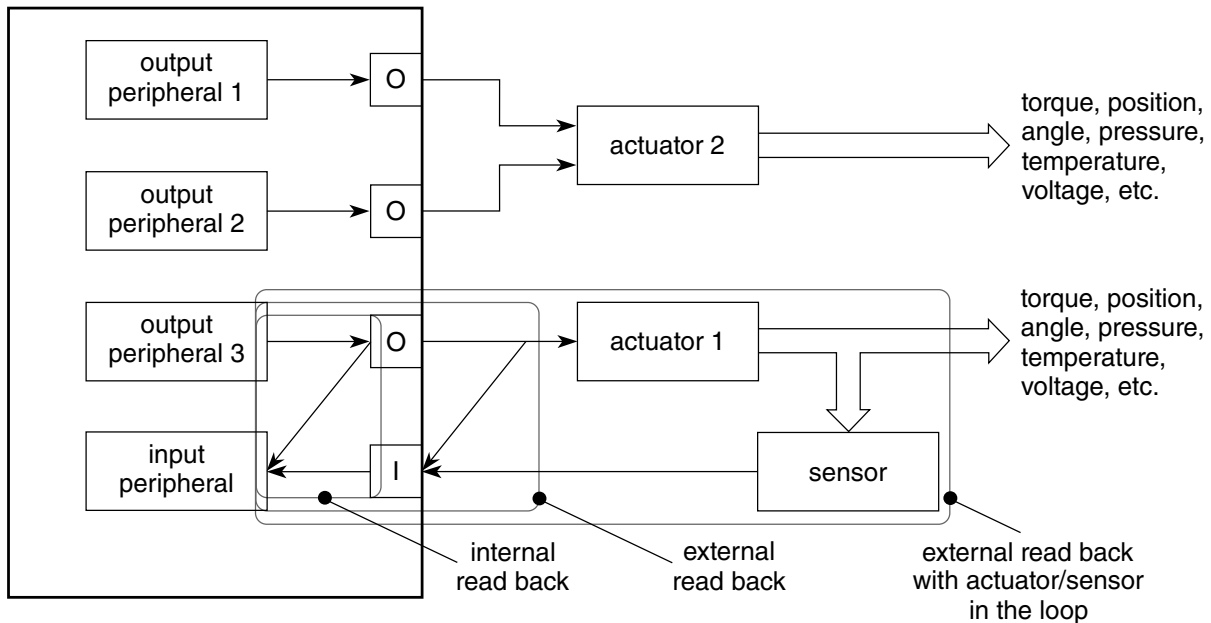 output
peripheral 1
O
actuator 2
torque, position,
angle, pressure,
temperature,
voltage, etc.
output
peripheral 2
O
output
peripheral 3
O
actuator 1
torque, position,
angle, pressure,
temperature,
voltage, etc.
input
peripheral
I
sensor
internal
read back
external
read back
external read back
with actuator/sensor
in the loop